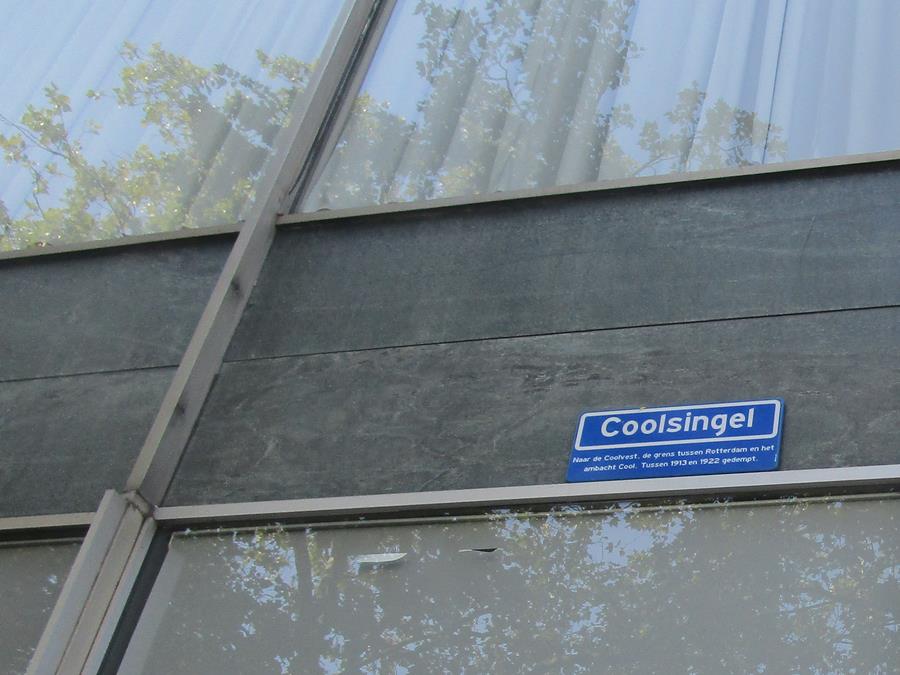 Coolsingel
Naar de Coolvest, de grens tussen Rotterdam en het
ambacht Cool. Tussen 1913 en 1922 gedempt.